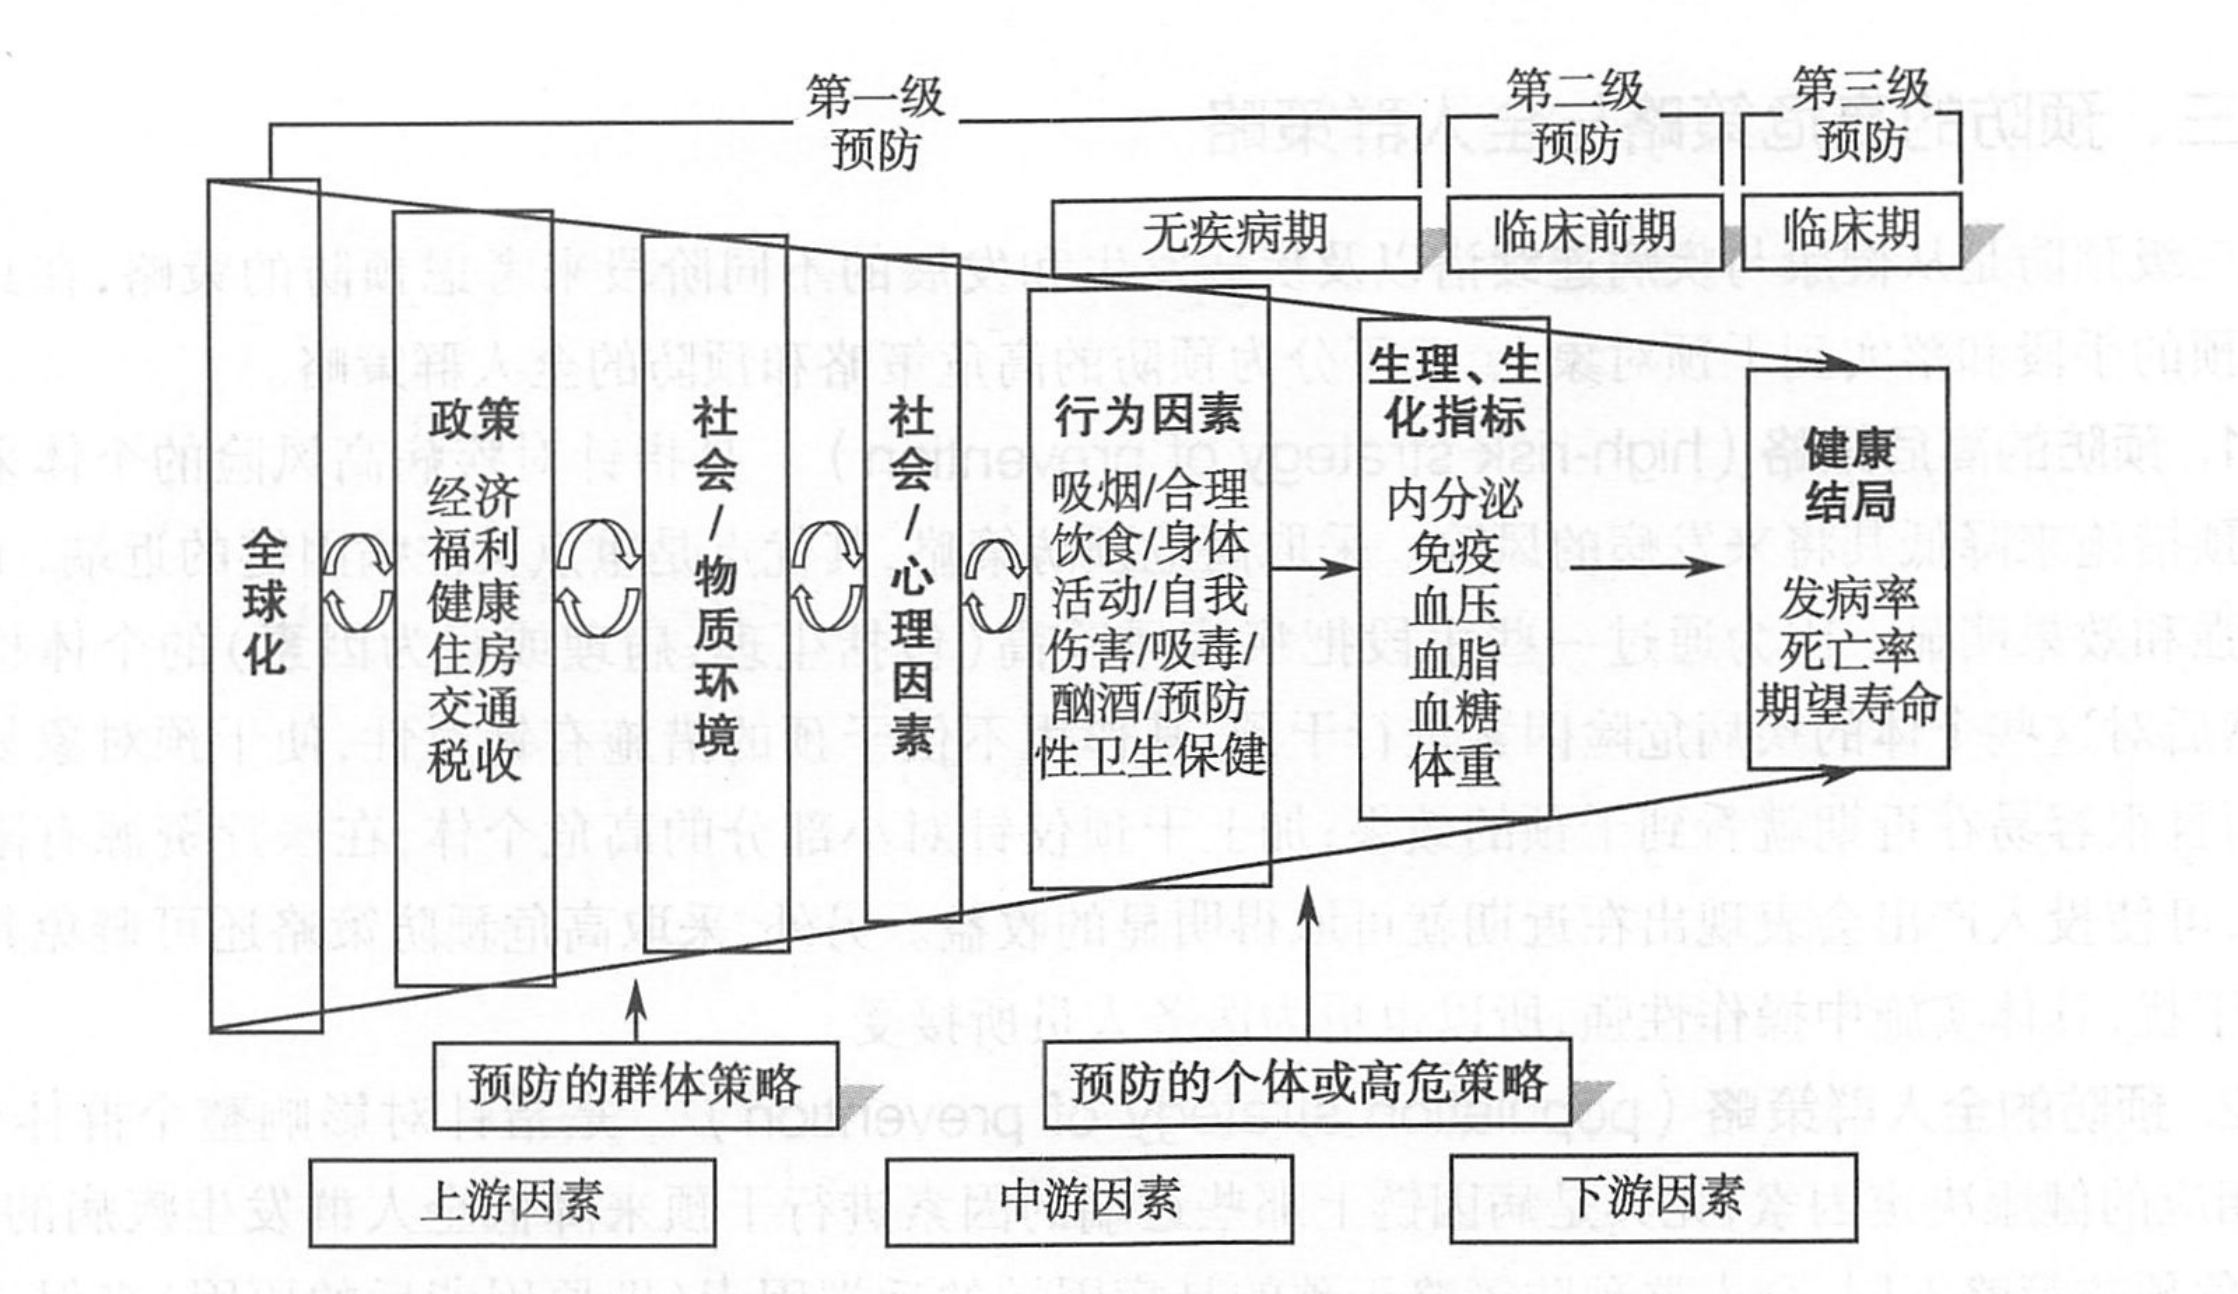 第一级
预防
第二级
预防
第三级
预防
无疾病期
临床前期
临床期
全
球
化
政策
经济
福利
健康
住房
交通
税收
社
会
/
物
质
环
境
社
会
/
心
理
因
素
行为因素
吸烟/合理
饮食/身体
活动/自我
伤害/吸毒/
酗酒/预防
性卫生保健
生理、生
化指标
内分泌
免疫
血压
血脂
血糖
体重
健康
结局
发病率
死亡率
期望寿命
预防的群体策略
预防的个体或高危策略
上游因素
中游因素
下游因素